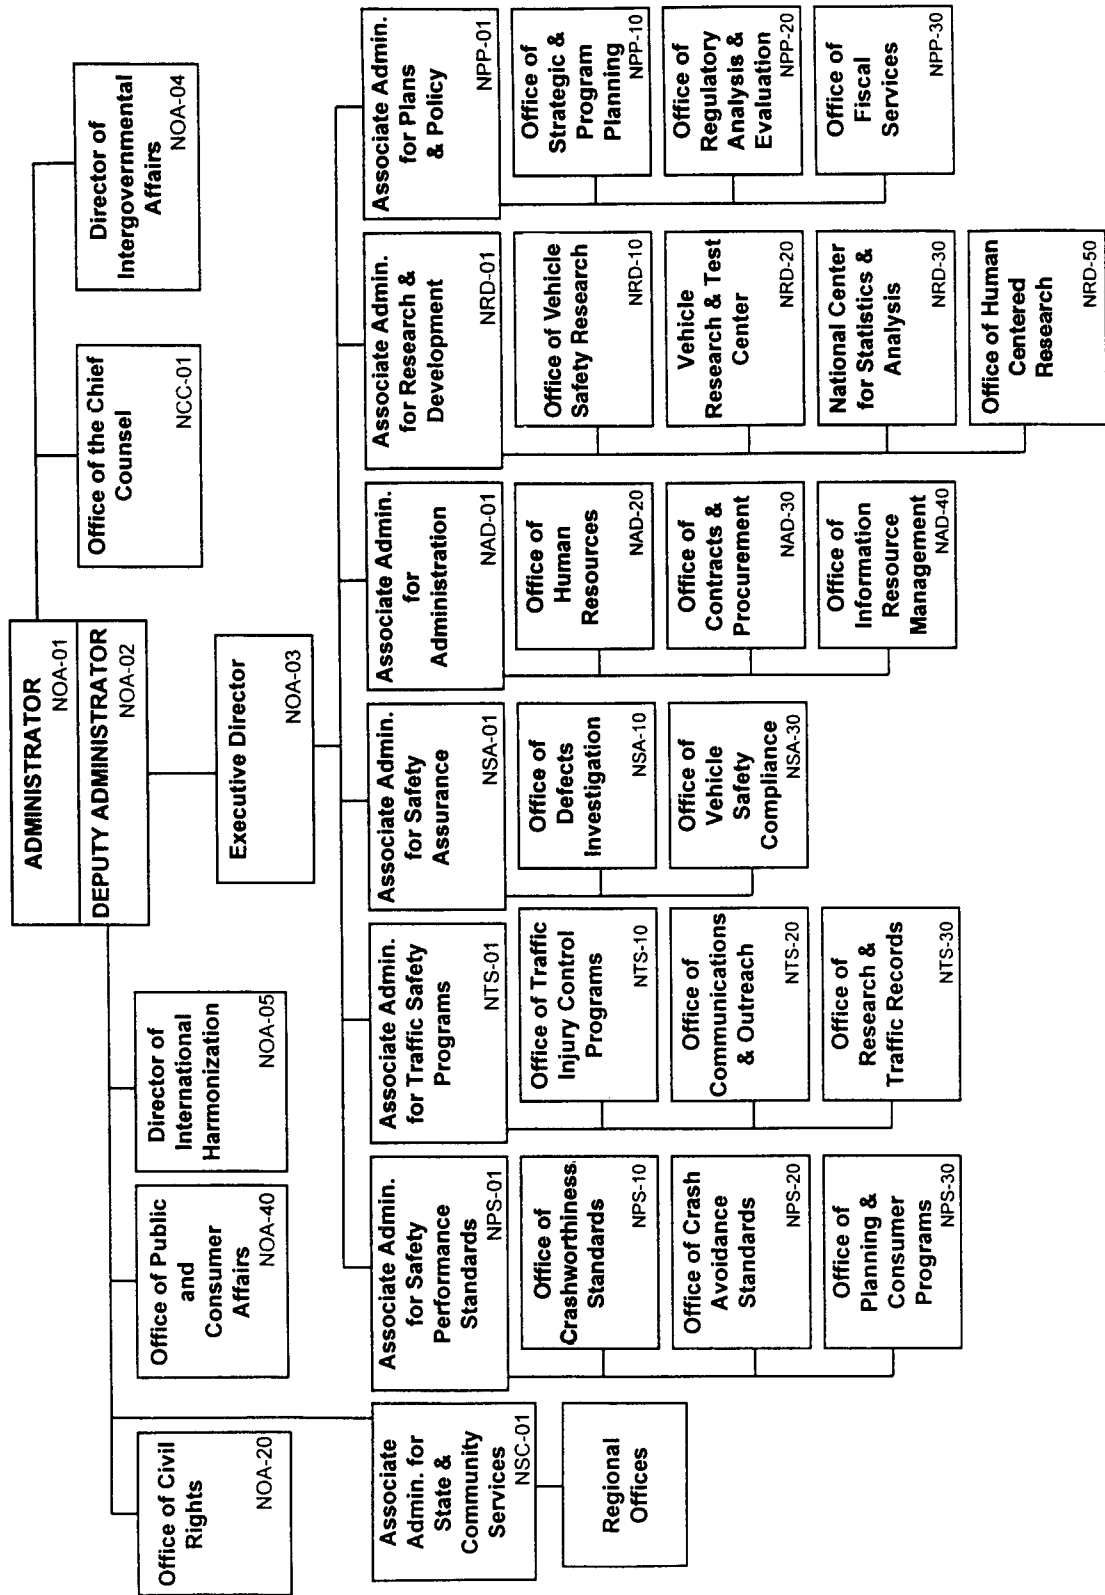 ADMINISTRATOR
NOA-01
DEPUTY ADMINISTRATOR
NOA-02
Office of Civil
Rights
NOA-20
Office of Public
and
Consumer
Affairs
NOA-40
Director of
International
Harmonization
NOA-05
Office of the Chief
Counsel
NCC-01
Director of
Intergovernmental
Affairs
NOA-04
Executive Director
NOA-03
Associate
Admin. for
State &
Community
Services
NSC-01
Regional
Offices
Associate Admin.
for Safety
Performance
Standards
NPS-01
Office of
Crashworthiness
Standards
NPS-10
Office of Crash
Avoidance
Standards
NPS-20
Office of
Planning &
Consumer
Programs
NPS-30
Associate Admin.
for Traffic Safety
Programs
NTS-01
Office of Traffic
Injury Control
Programs
NTS-10
Office of
Communications
& Outreach
NTS-20
Office of
Research &
Traffic Records
NTS-30
Associate Admin.
for Safety
Assurance
NSA-01
Office of
Defects
Investigation
NSA-10
Office of
Vehicle
Safety
Compliance
NSA-30
Associate Admin.
for
Administration
NAD-01
Office of
Human
Resources
NAD-20
Office of
Contracts &
Procurement
NAD-30
Office of
Information
Resource
Management
NAD-40
Associate Admin.
for Research &
Development
NRD-01
Office of Vehicle
Safety Research
NRD-10
Vehicle
Research & Test
Center
NRD-20
National Center
for Statistics &
Analysis
NRD-30
Office of Human
Centered
Research
NRD-50
Associate Admin.
for Plans
& Policy
NPP-01
Office of
Strategic &
Program
Planning
NPP-10
Office of
Regulatory
Analysis &
Evaluation
NPP-20
Office of
Fiscal
Services
NPP-30